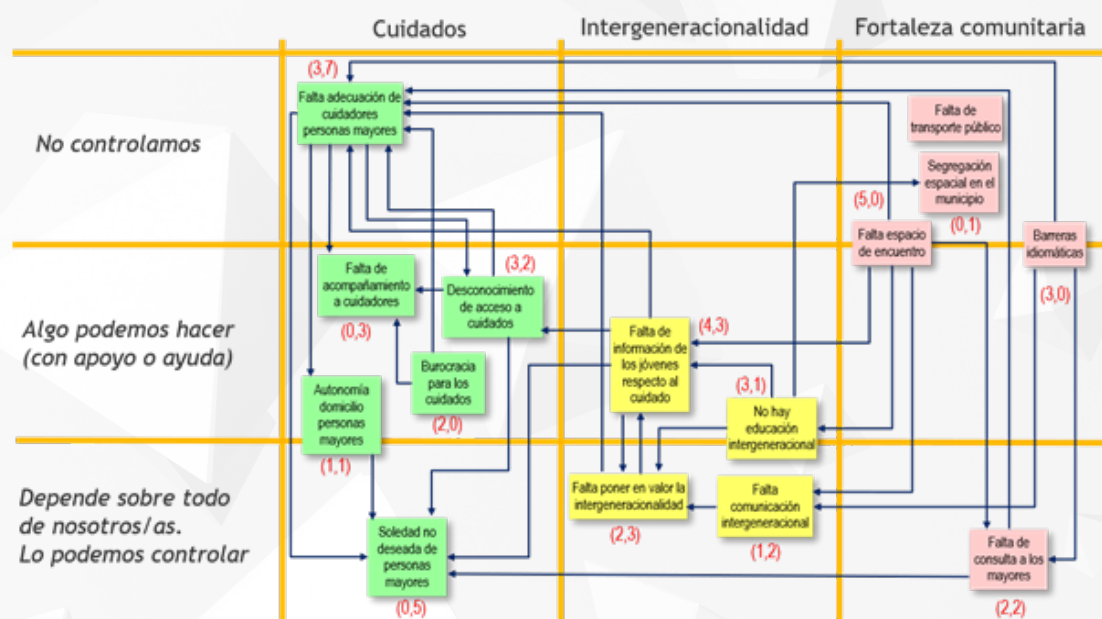 Cuidados
Intergeneracionalidad
Fortaleza comunitaria
No controlamos
(3,7)
Falta adecuación de
cuidadores
personas mayores
Falta de
transporte público
Segregación
espacial en el
municipio
(0,1)
(5,0)
Falta espacio
de encuentro
Barreras
idiomáticas
(3,0)
Algo podemos hacer
(con apoyo o ayuda)
Falta de
acompañamiento
a cuidadores
(0,3)
(3,2)
Desconocimiento
de acceso a
cuidados
Burocracia
para los
cuidados
(2,0)
Autonomía
domicilio
personas
mayores
(1,1)
(4,3)
Falta de
información de
los jóvenes
respecto al
cuidado
(3,1)
No hay
educación
intergeneracional
Depende sobre todo
de nosotros/as.
Lo podemos controlar
Soledad no
deseada de
personas
mayores
(0,5)
Falta poner en valor la
intergeneracionalidad
(2,3)
Falta
comunicación
intergeneracional
(1,2)
Falta de
consulta a los
mayores
(2,2)